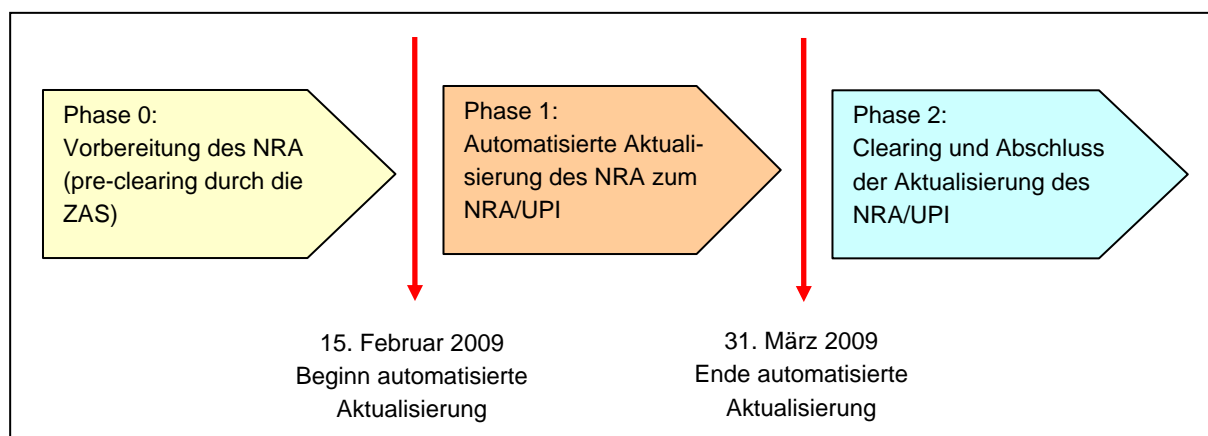 Phase 0:
Vorbereitung des NRA
(pre-clearing durch die
ZAS)
Phase 1:
Automatisierte Aktuali-
sierung des NRA zum
NRA/UPI
Phase 2:
Clearing und Abschluss
der Aktualisierung des
NRA/UPI
15. Februar 2009
Beginn automatisierte
Aktualisierung
31. März 2009
Ende automatisierte
Aktualisierung